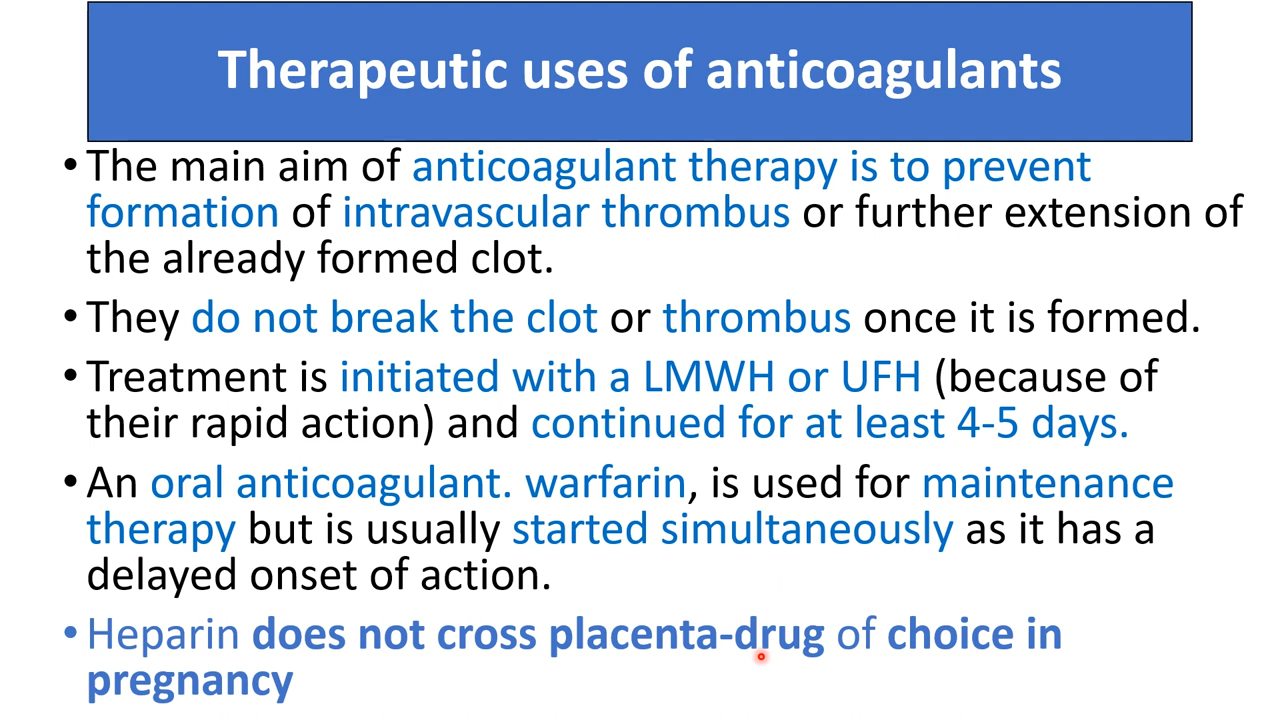 Therapeutic uses of anticoagulants
• The main aim of anticoagulant therapy is to prevent
formation of intravascular thrombus or further extension of
the already formed clot.
• They do not break the clot or thrombus once it is formed.
• Treatment is initiated with a LMWH or UFH (because of
their rapid action) and continued for at least 4-5 days.
• An oral anticoagulant. warfarin, is used for maintenance
therapy but is usually started simultaneously as it has a
delayed onset of action.
• Heparin does not cross placenta-drug of choice in
pregnancy